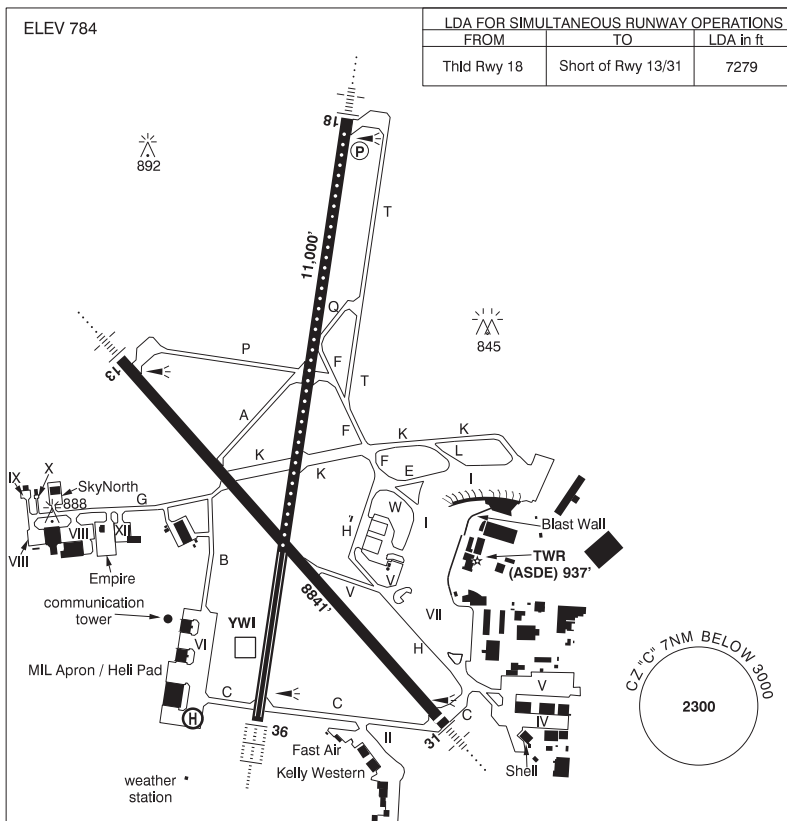 ELEV 784
LDA FOR SIMULTANEOUS RUNWAY OPERATIONS
FROM TO LDA in ft
Thld Rwy 18 Short of Rwy 13/31 7279
18
P
892
T
11,000'
Q
845
P
F
T
13
A
F
K
K
K
K
L
IX
X
SkyNorth
888
G
F
E
I
W
I
H
Blast Wall
VIII
VIII
XII
Empire
B
V
TWR
(ASDE) 937'
communication
tower
8841'
V
VII
YWI
VI
H
MIL Apron / Heli Pad
CZ "C" 7NM BELOW 3000
2300
V
C
C
C
IV
H
36
II
31
Fast Air
Kelly Western
Shell
weather
station